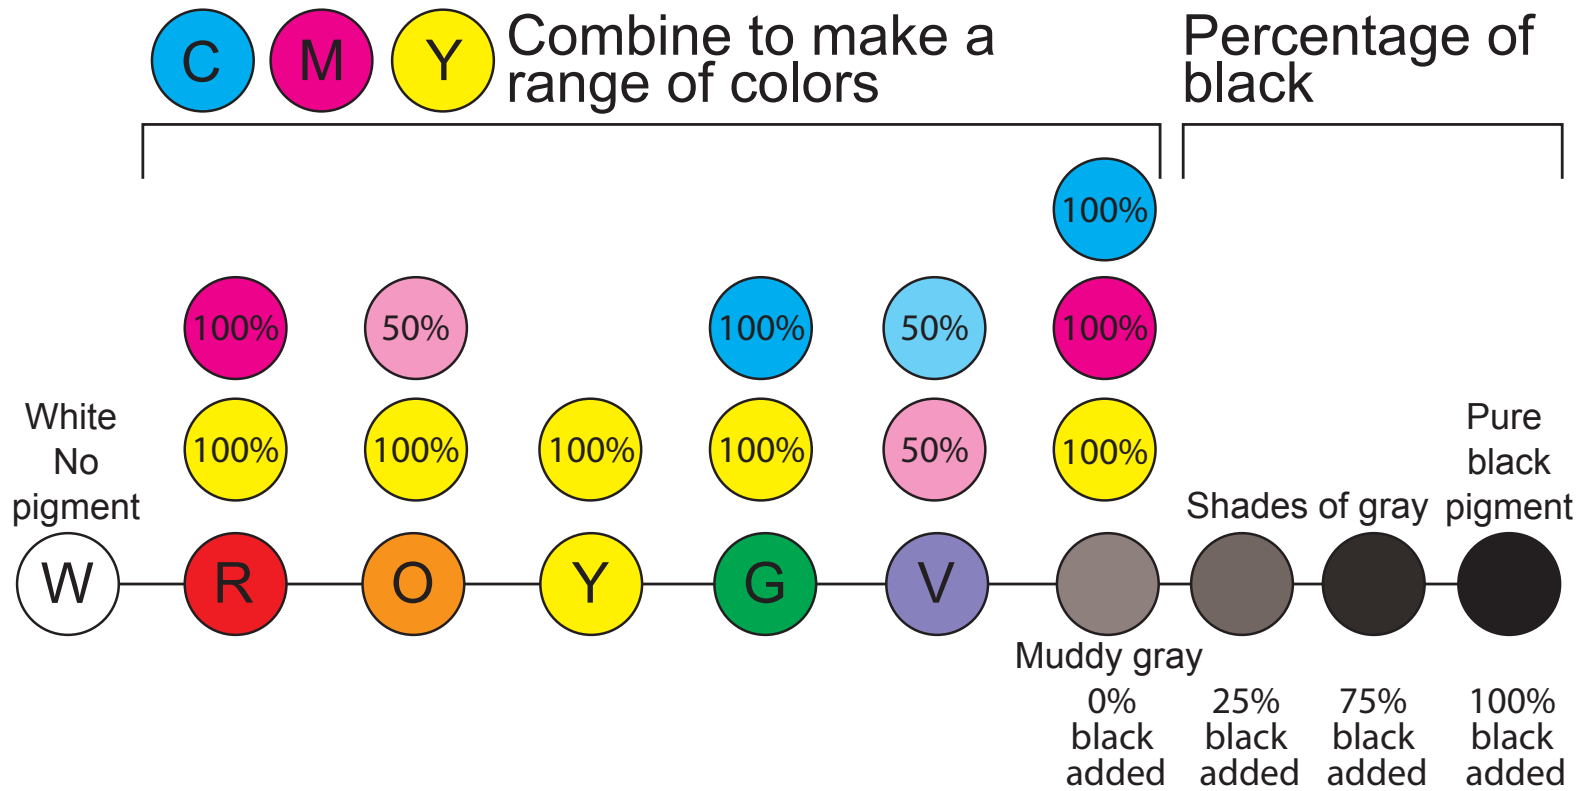 C M Y Combine to make a
range of colors
Percentage of
black
100%
100% 50% 100% 50% 100%
100% 100% 100% 100% 50% 100%
White
No
pigment
Shades of gray
Pure
black
pigment
W R O Y G V
Muddy gray
0%
black
added
25%
black
added
75%
black
added
100%
black
added